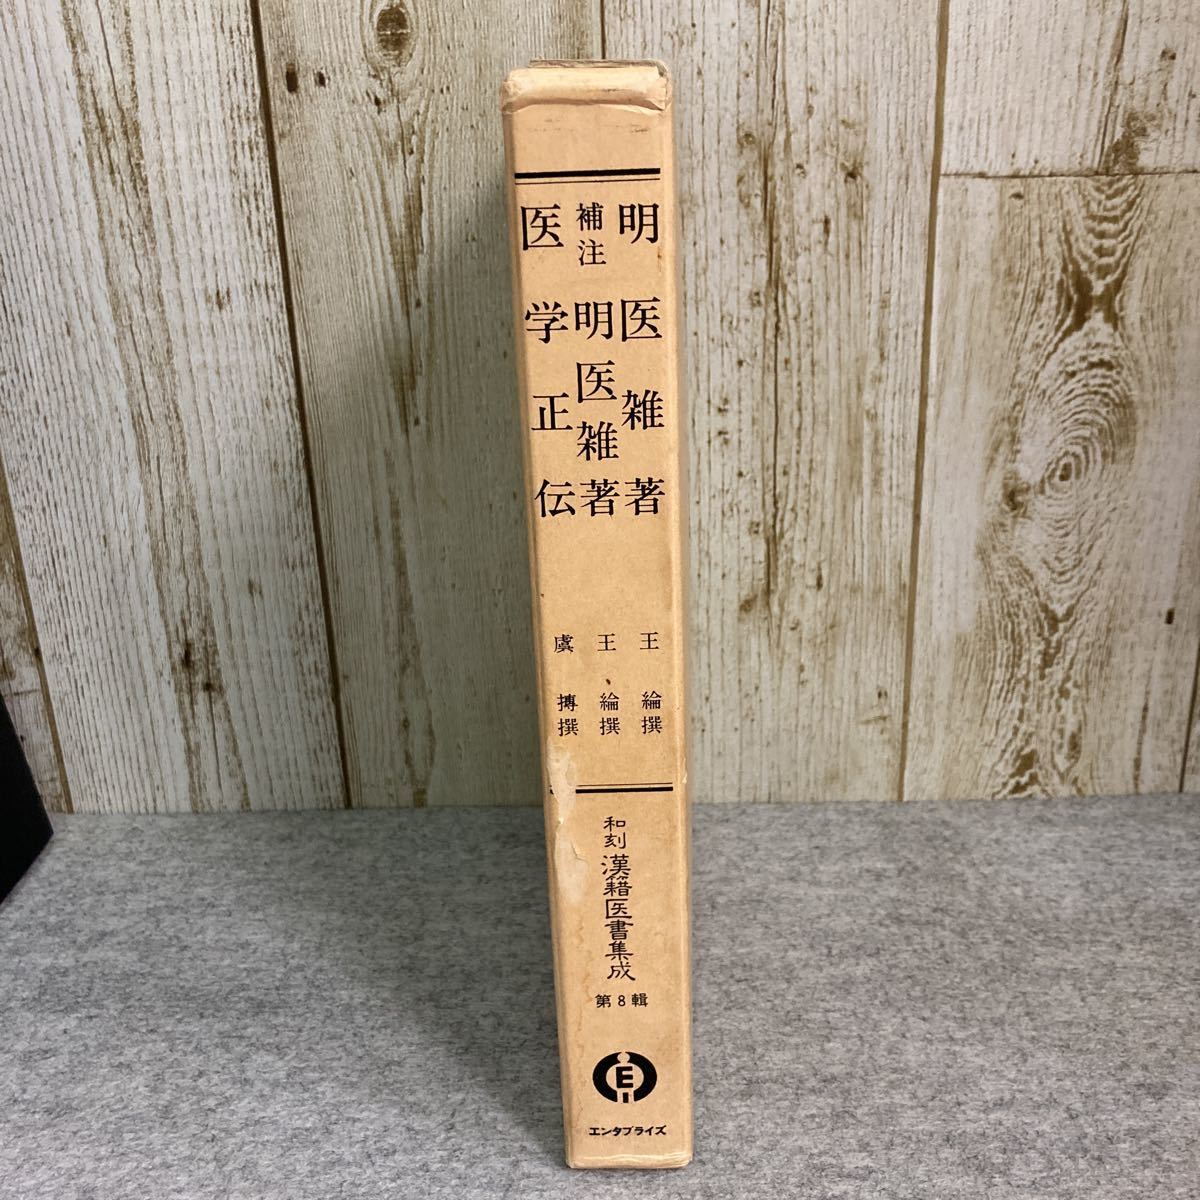 明医雑著
補注明医雑著
医学正伝
王綸撰
王、綸撰
虞摶撰
和刻漢籍医書集成
第8輯
E
エンタプライズ